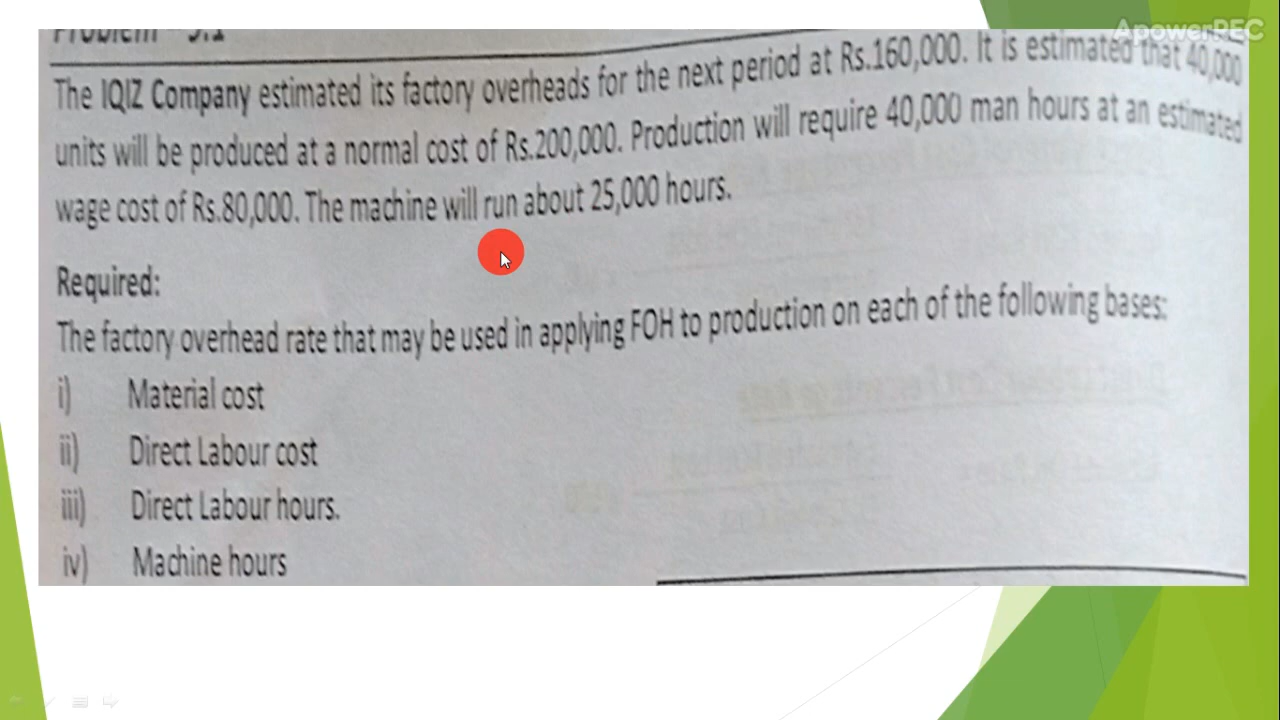 ApowerREC
Problem - 5.1
The IQIZ Company estimated its factory overheads for the next period at Rs.160,000. It is estimated that 40,000
units will be produced at a normal cost of Rs.200,000. Production will require 40,000 man hours at an estimated
wage cost of Rs.80,000. The machine will run about 25,000 hours.
Required:
The factory overhead rate that may be used in applying FOH to production on each of the following bases:
i) Material cost
ii) Direct Labour cost
iii) Direct Labour hours.
iv) Machine hours